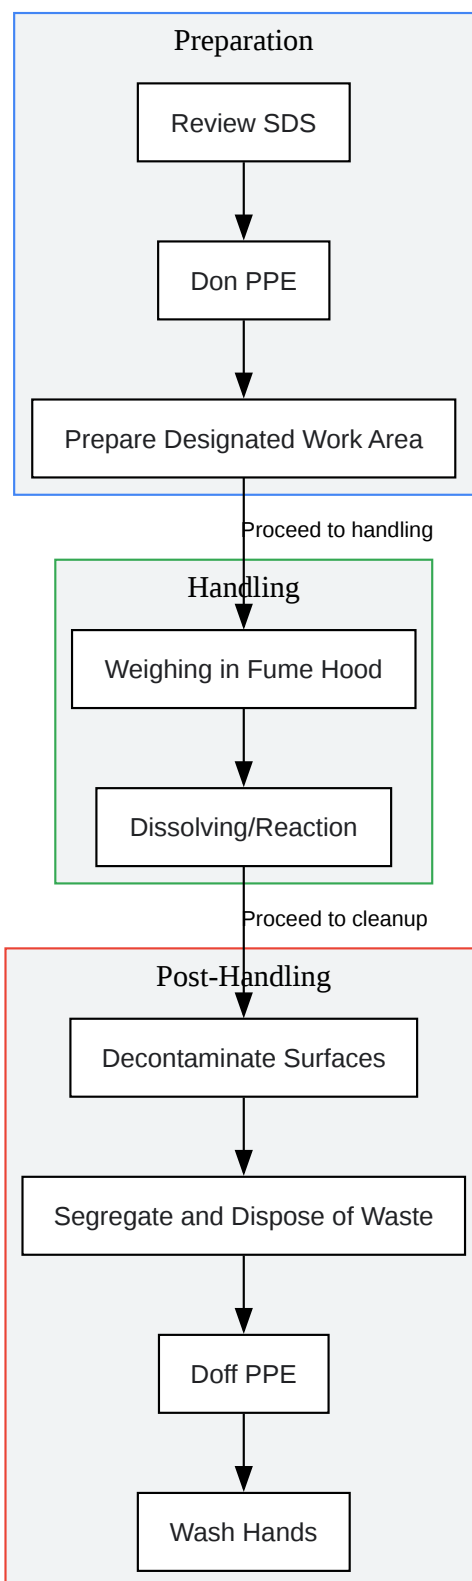 Preparation
Review SDS
Don PPE
Prepare Designated Work Area
Proceed to handling
Handling
Weighing in Fume Hood
Dissolving/Reaction
Proceed to cleanup
Post-Handling
Decontaminate Surfaces
Segregate and Dispose of Waste
Doff PPE
Wash Hands